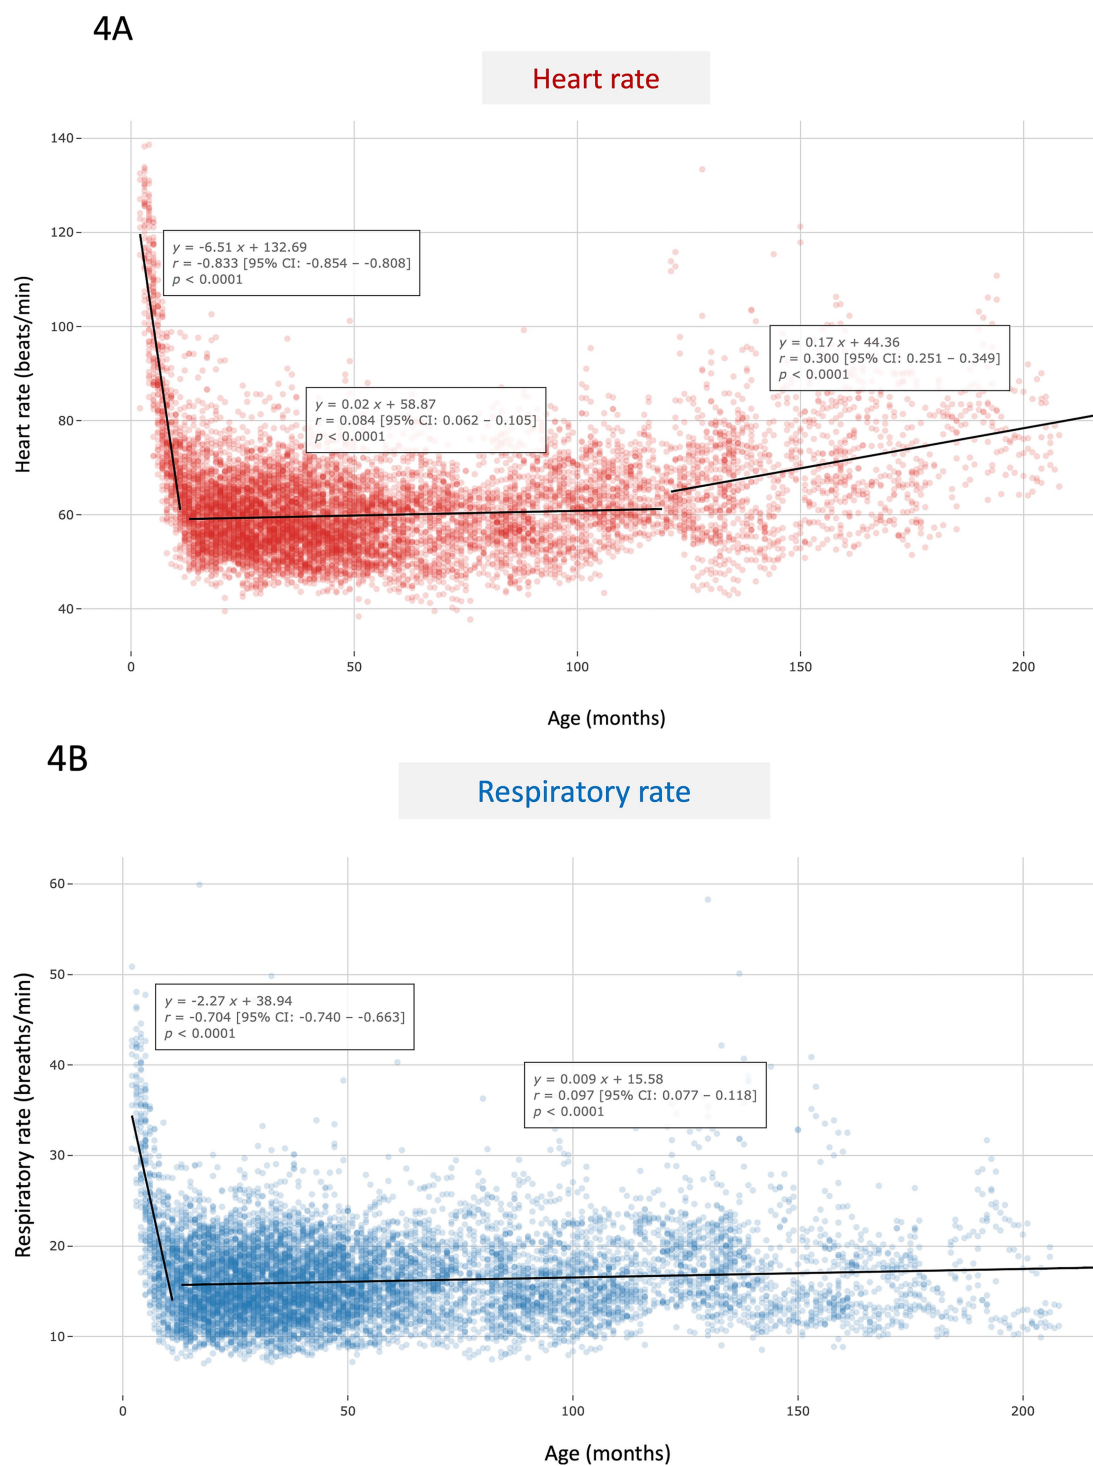 4A
Heart rate
140
120
100
80
60
40
y = -6.51 x + 132.69
r = -0.833 [95% CI: -0.854 – -0.808]
p < 0.0001
y = 0.17 x + 44.36
r = 0.300 [95% CI: 0.251 – 0.349]
p < 0.0001
y = 0.02 x + 58.87
r = 0.084 [95% CI: 0.062 – 0.105]
p < 0.0001
Heart rate (beats/min)
0 50 100 150 200
Age (months)
4B
Respiratory rate
60
50
40
30
20
10
y = -2.27 x + 38.94
r = -0.704 [95% CI: -0.740 – -0.663]
p < 0.0001
y = 0.009 x + 15.58
r = 0.097 [95% CI: 0.077 – 0.118]
p < 0.0001
Respiratory rate (breaths/min)
0 50 100 150 200
Age (months)